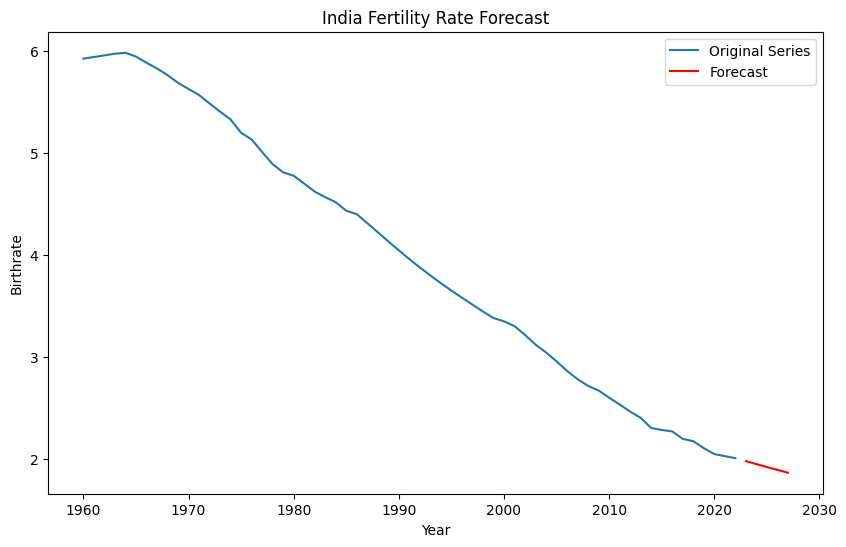 India Fertility Rate Forecast
Original Series
Forecast
6
5
4
3
2
Birthrate
1960 1970 1980 1990 2000 2010 2020 2030
Year